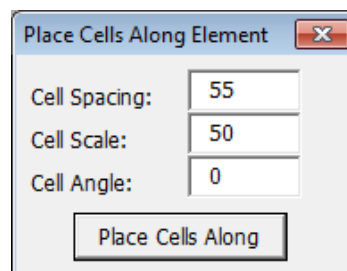 Place Cells Along Element
Cell Spacing: 55
Cell Scale: 50
Cell Angle: 0
Place Cells Along